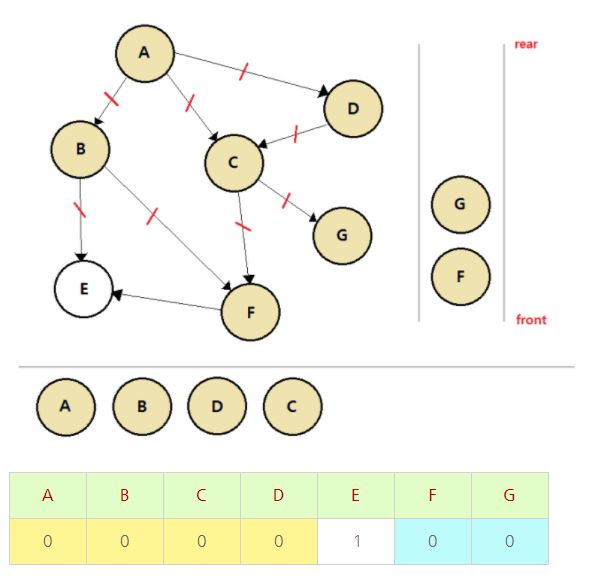 A
rear
D
B
C
G
G
E
F
F
front
A B D C
A B C D E F G
0 0 0 0 1 0 0